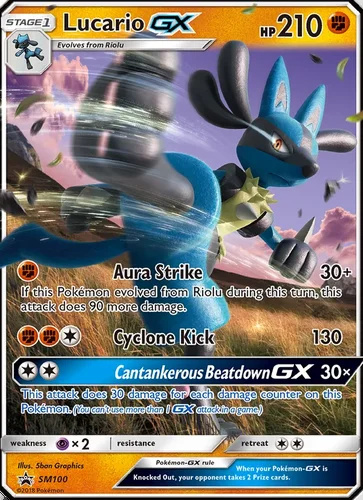 STAGE 1 Lucario GX HP 210
Evolves from Riolu
Aura Strike 30+
If this Pokémon evolved from Riolu during this turn, this
attack does 90 more damage.
Cyclone Kick 130
Cantankerous Beatdown GX 30×
This attack does 30 damage for each damage counter on this
Pokémon. (You can't use more than 1 GX attack in a game.)
weakness ×2 resistance retreat
Illus. 5ban Graphics
PROMO SM100
©2018 Pokémon
Pokémon-GX rule
When your Pokémon-GX is
Knocked Out, your opponent takes 2 Prize cards.